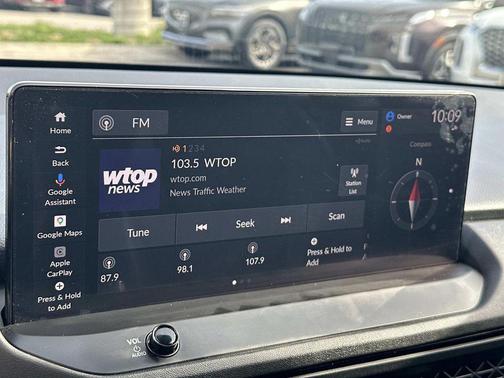 Home
Back
Google
Assistant
Google Maps
Apple
CarPlay
Press & Hold
to Add
FM
Menu
1 2 3 4
103.5 WTOP
wtop.com
News Traffic Weather
wtop
news
Station
List
Tune
Seek
Scan
87.9
98.1
107.9
Press & Hold to
Add
Owner
10:09
Compass
N
VOL
AUDIO